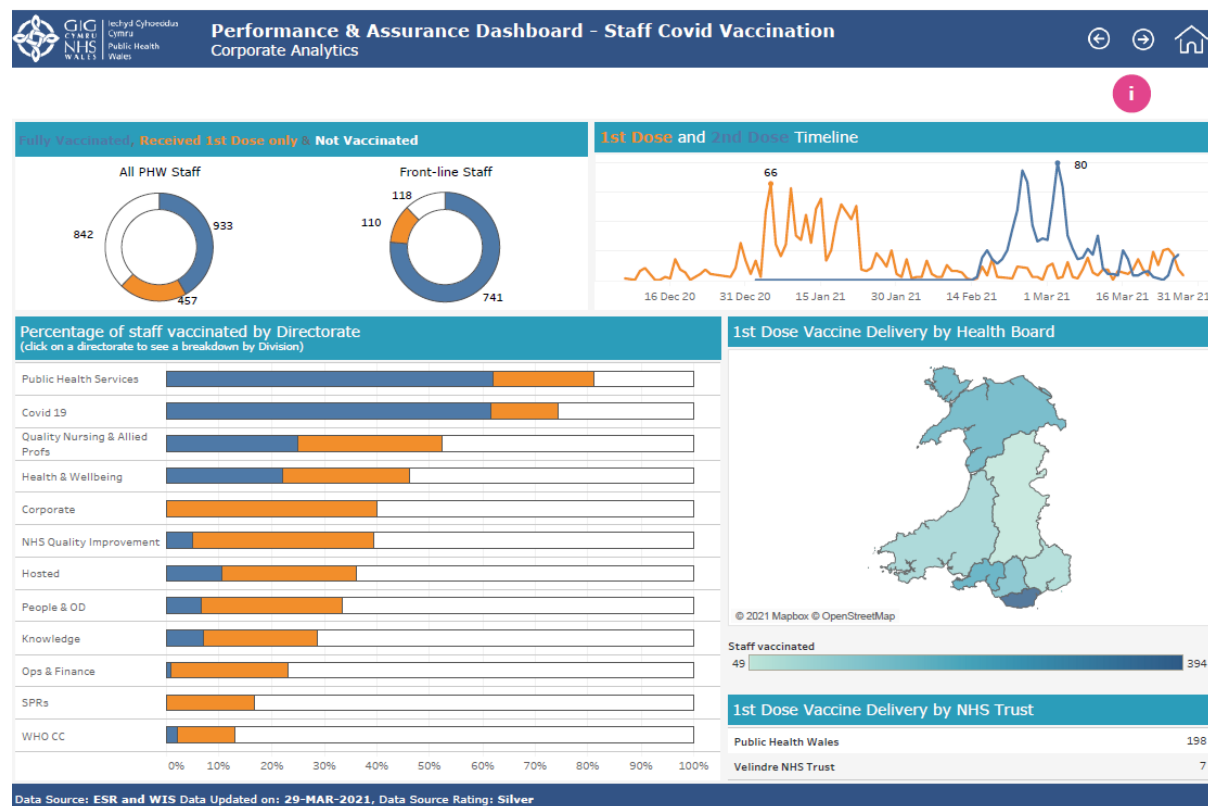 GIG
CYMRU
NHS
WALES
Iechyd Cyhoeddus
Cymru
Public Health
Wales
Performance & Assurance Dashboard - Staff Covid Vaccination
Corporate Analytics
i
Fully Vaccinated, Received 1st Dose only & Not Vaccinated
1st Dose and 2nd Dose Timeline
All PHW Staff
Front-line Staff
842
933
457
118
110
741
66
80
16 Dec 20
31 Dec 20
15 Jan 21
30 Jan 21
14 Feb 21
1 Mar 21
16 Mar 21
31 Mar 21
Percentage of staff vaccinated by Directorate
(click on a directorate to see a breakdown by Division)
Public Health Services
Covid 19
Quality Nursing & Allied
Profs
Health & Wellbeing
Corporate
NHS Quality Improvement
Hosted
People & OD
Knowledge
Ops & Finance
SPRs
WHO CC
0% 10% 20% 30% 40% 50% 60% 70% 80% 90% 100%
1st Dose Vaccine Delivery by Health Board
© 2021 Mapbox © OpenStreetMap
Staff vaccinated
49 394
1st Dose Vaccine Delivery by NHS Trust
Public Health Wales 198
Velindre NHS Trust 7
Data Source: ESR and WIS Data Updated on: 29-MAR-2021, Data Source Rating: Silver